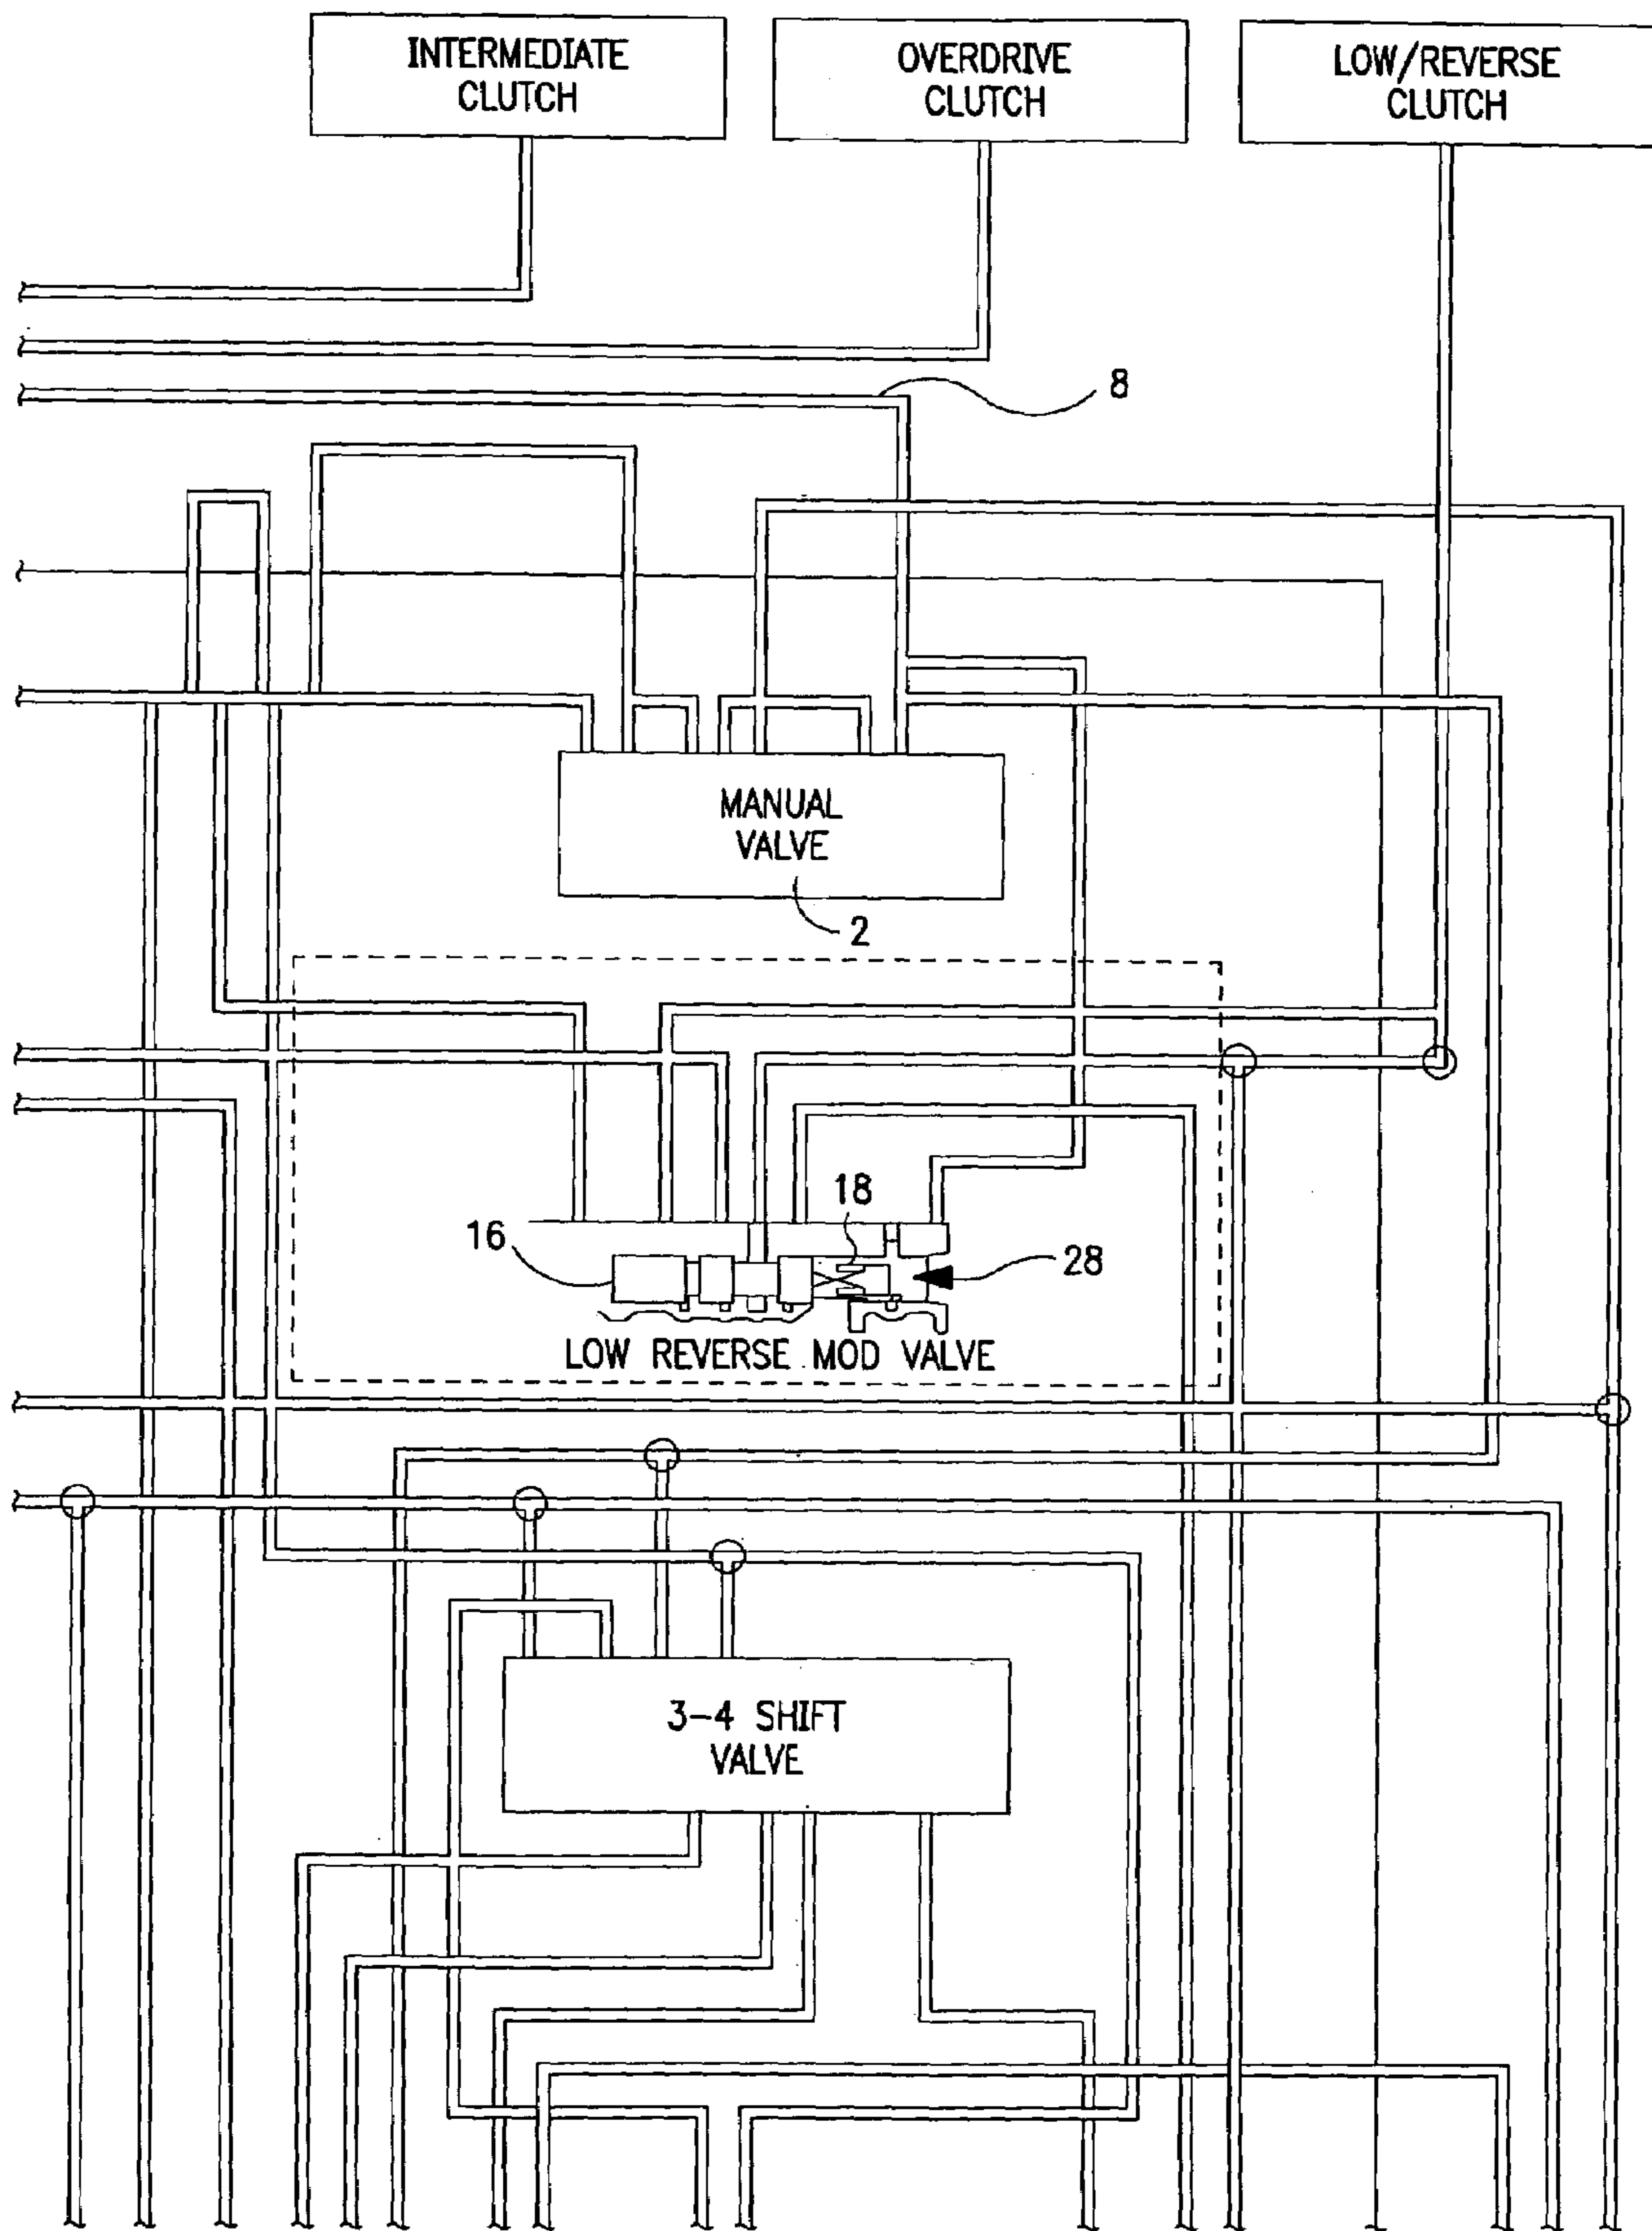 INTERMEDIATE
CLUTCH
OVERDRIVE
CLUTCH
LOW/REVERSE
CLUTCH
8
MANUAL
VALVE
2
18
16
28
LOW REVERSE MOD VALVE
3-4 SHIFT
VALVE